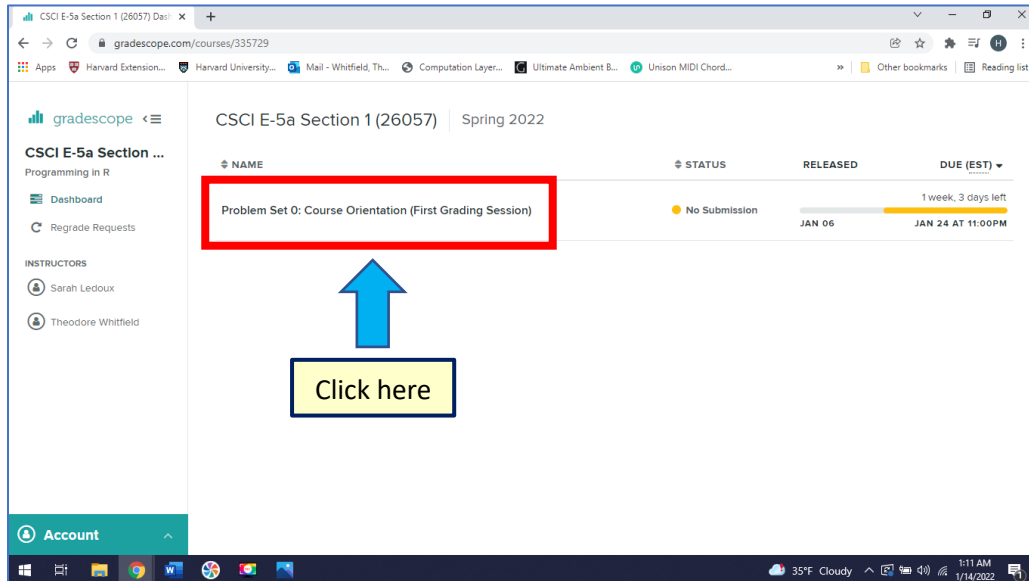 CSCI E-5a Section 1 (26057) Dash
gradescope.com/courses/335729
H
Apps Harvard Extension... Harvard University... Mail - Whitfield, Th... Computation Layer... Ultimate Ambient B... Unison MIDI Chord... » Other bookmarks Reading list
gradescope
CSCI E-5a Section 1 (26057) Spring 2022
CSCI E-5a Section ...
Programming in R
Dashboard
Regrade Requests
INSTRUCTORS
Sarah Ledoux
Theodore Whitfield
NAME STATUS RELEASED DUE (EST)
Problem Set 0: Course Orientation (First Grading Session) No Submission
1 week, 3 days left
JAN 06 JAN 24 AT 11:00PM
Click here
Account
35°F Cloudy
1:11 AM
1/14/2022